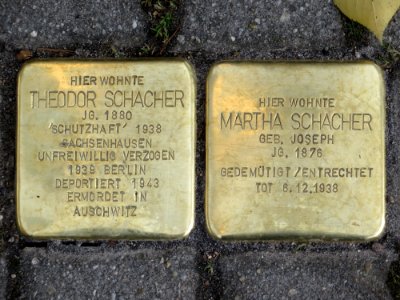 HIER WOHNTE
THEODOR SCHACHER
JG. 1880
'SCHUTZHAFT' 1938
SACHSENHAUSEN
UNFREIWILLIG VERZOGEN
1939 BERLIN
DEPORTIERT 1943
ERMORDET IN
AUSCHWITZ
HIER WOHNTE
MARTHA SCHACHER
GEB. JOSEPH
JG. 1876
GEDEMÜTIGT/ENTRECHTET
TOT 6.12.1938